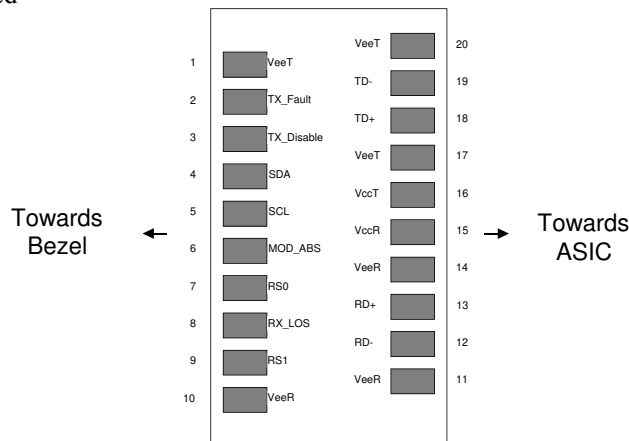 VeeT 20
1 VeeT
TD- 19
2 TX_Fault
TD+ 18
3 TX_Disable
VeeT 17
4 SDA
VccT 16
5 SCL
VccR 15
Towards
Bezel
Towards
ASIC
6 MOD_ABS
VeeR 14
7 RS0
RD+ 13
8 RX_LOS
RD- 12
9 RS1
VeeR 11
10 VeeR